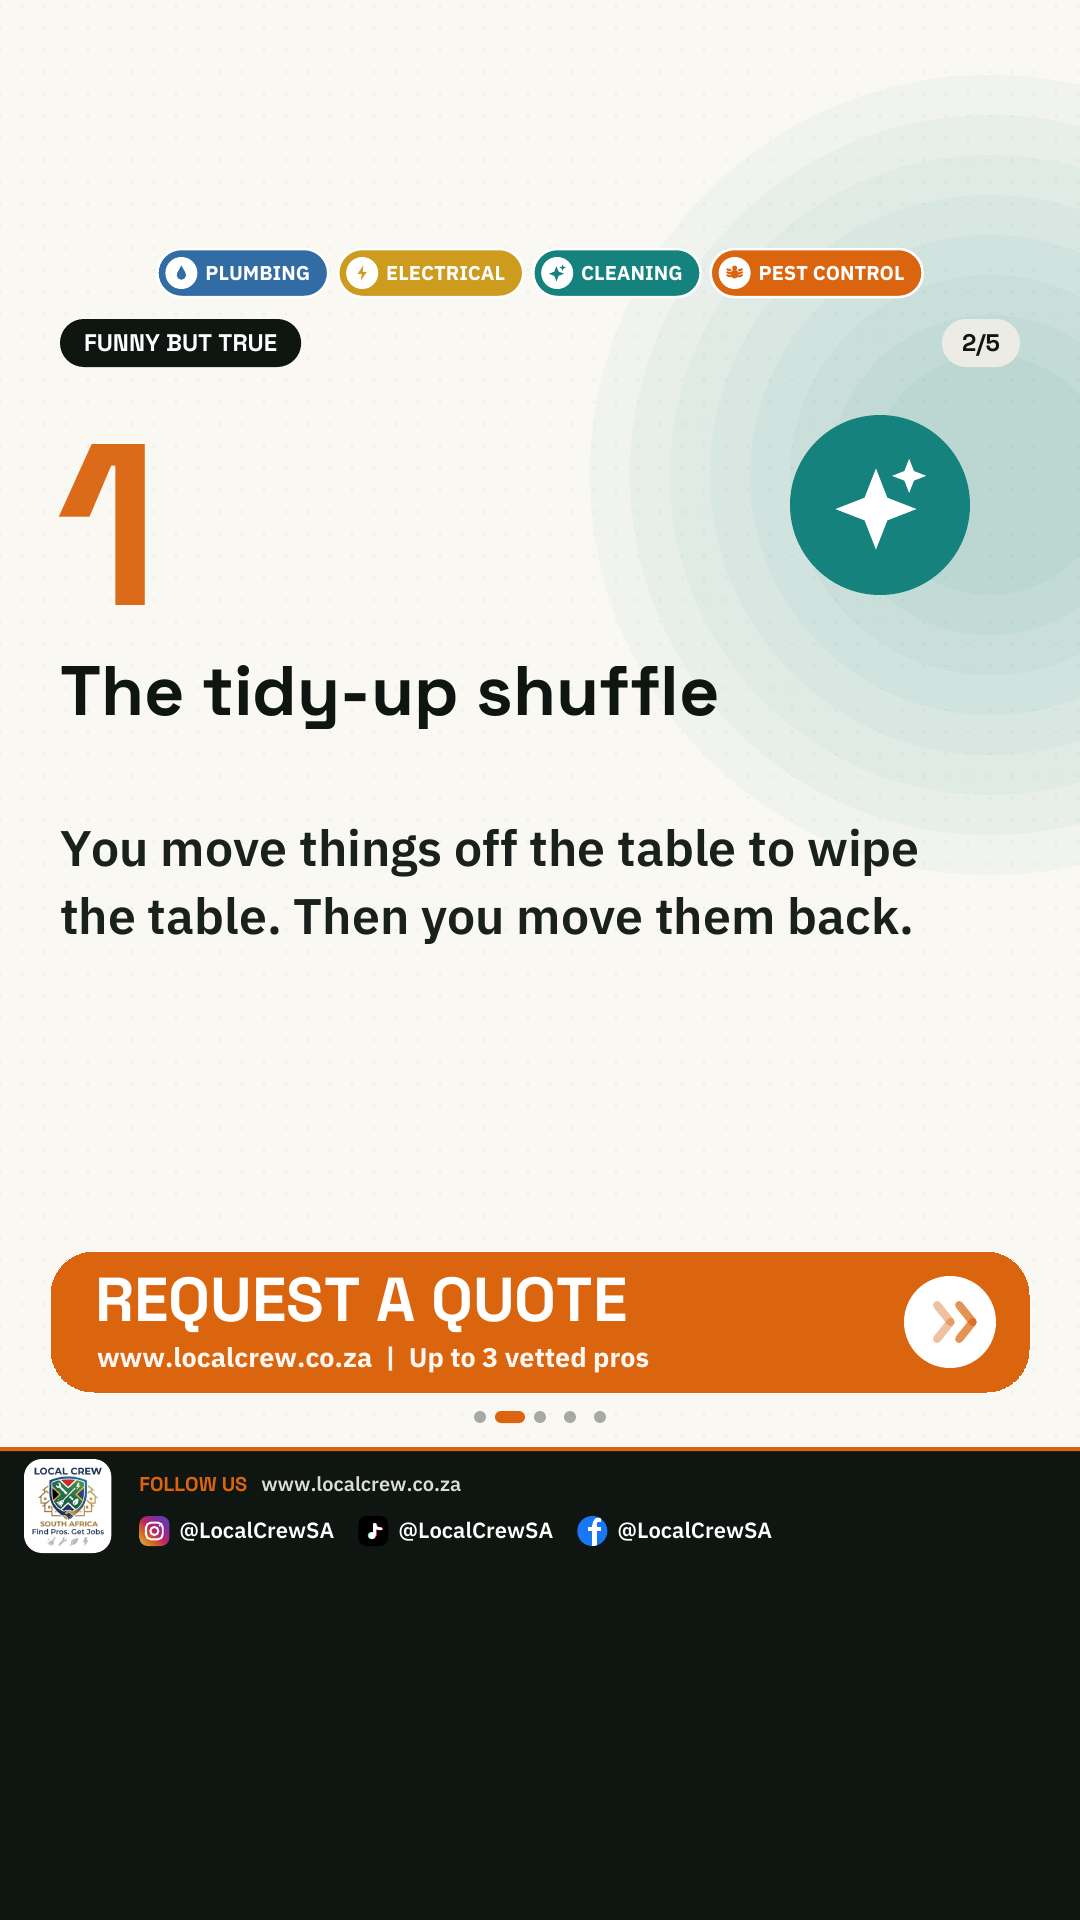 PLUMBING ELECTRICAL CLEANING PEST CONTROL
FUNNY BUT TRUE 2/5
1
The tidy-up shuffle
You move things off the table to wipe
the table. Then you move them back.
REQUEST A QUOTE
www.localcrew.co.za | Up to 3 vetted pros
LOCAL CREW
SOUTH AFRICA
Find Pros. Get Jobs
FOLLOW US www.localcrew.co.za
@LocalCrewSA @LocalCrewSA @LocalCrewSA